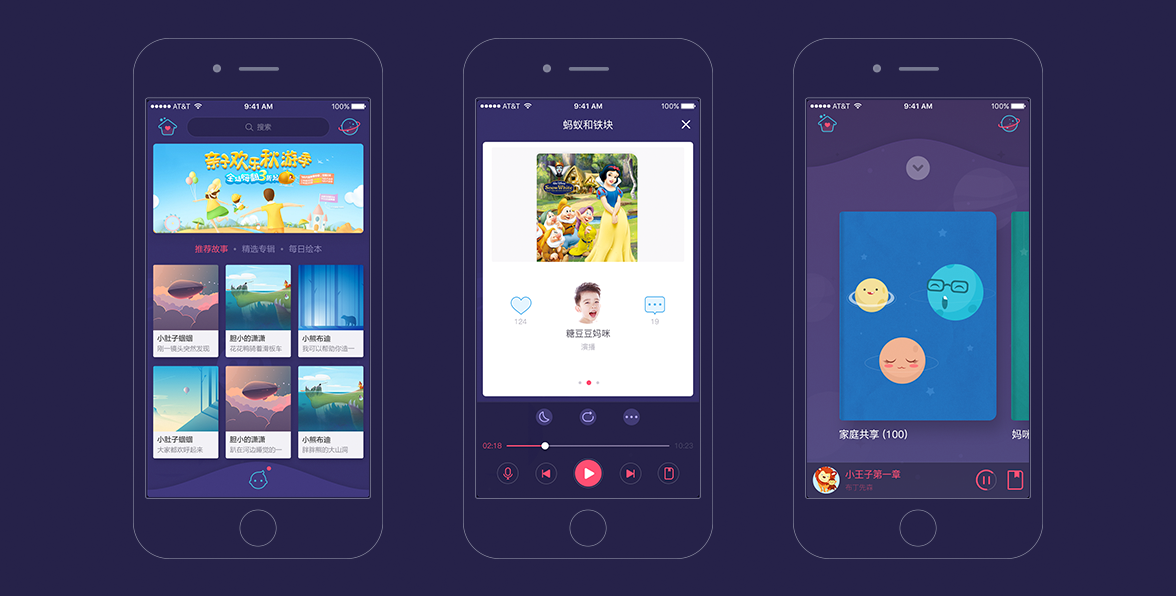 ●●●●● AT&T 9:41 AM 100%
搜索
亲子欢乐秋游季
推荐故事 • 精选专辑 • 每日绘本
小肚子蝈蝈
刚一镜头突然发现
胆小的潇潇
花花鸭骑着滑板车
小熊布迪
我可以帮助你造一
小肚子蝈蝈
大家都欢呼起来
胆小的潇潇
趴在河边睡觉的一
小熊布迪
胖胖熊的大山洞
●●●●● AT&T 9:41 AM 100%
蚂蚁和铁块
Snow White
124
19
糖豆豆妈咪
演播
02:18 10:23
●●●●● AT&T 9:41 AM 100%
家庭共享 (100)
妈咪
小王子第一章